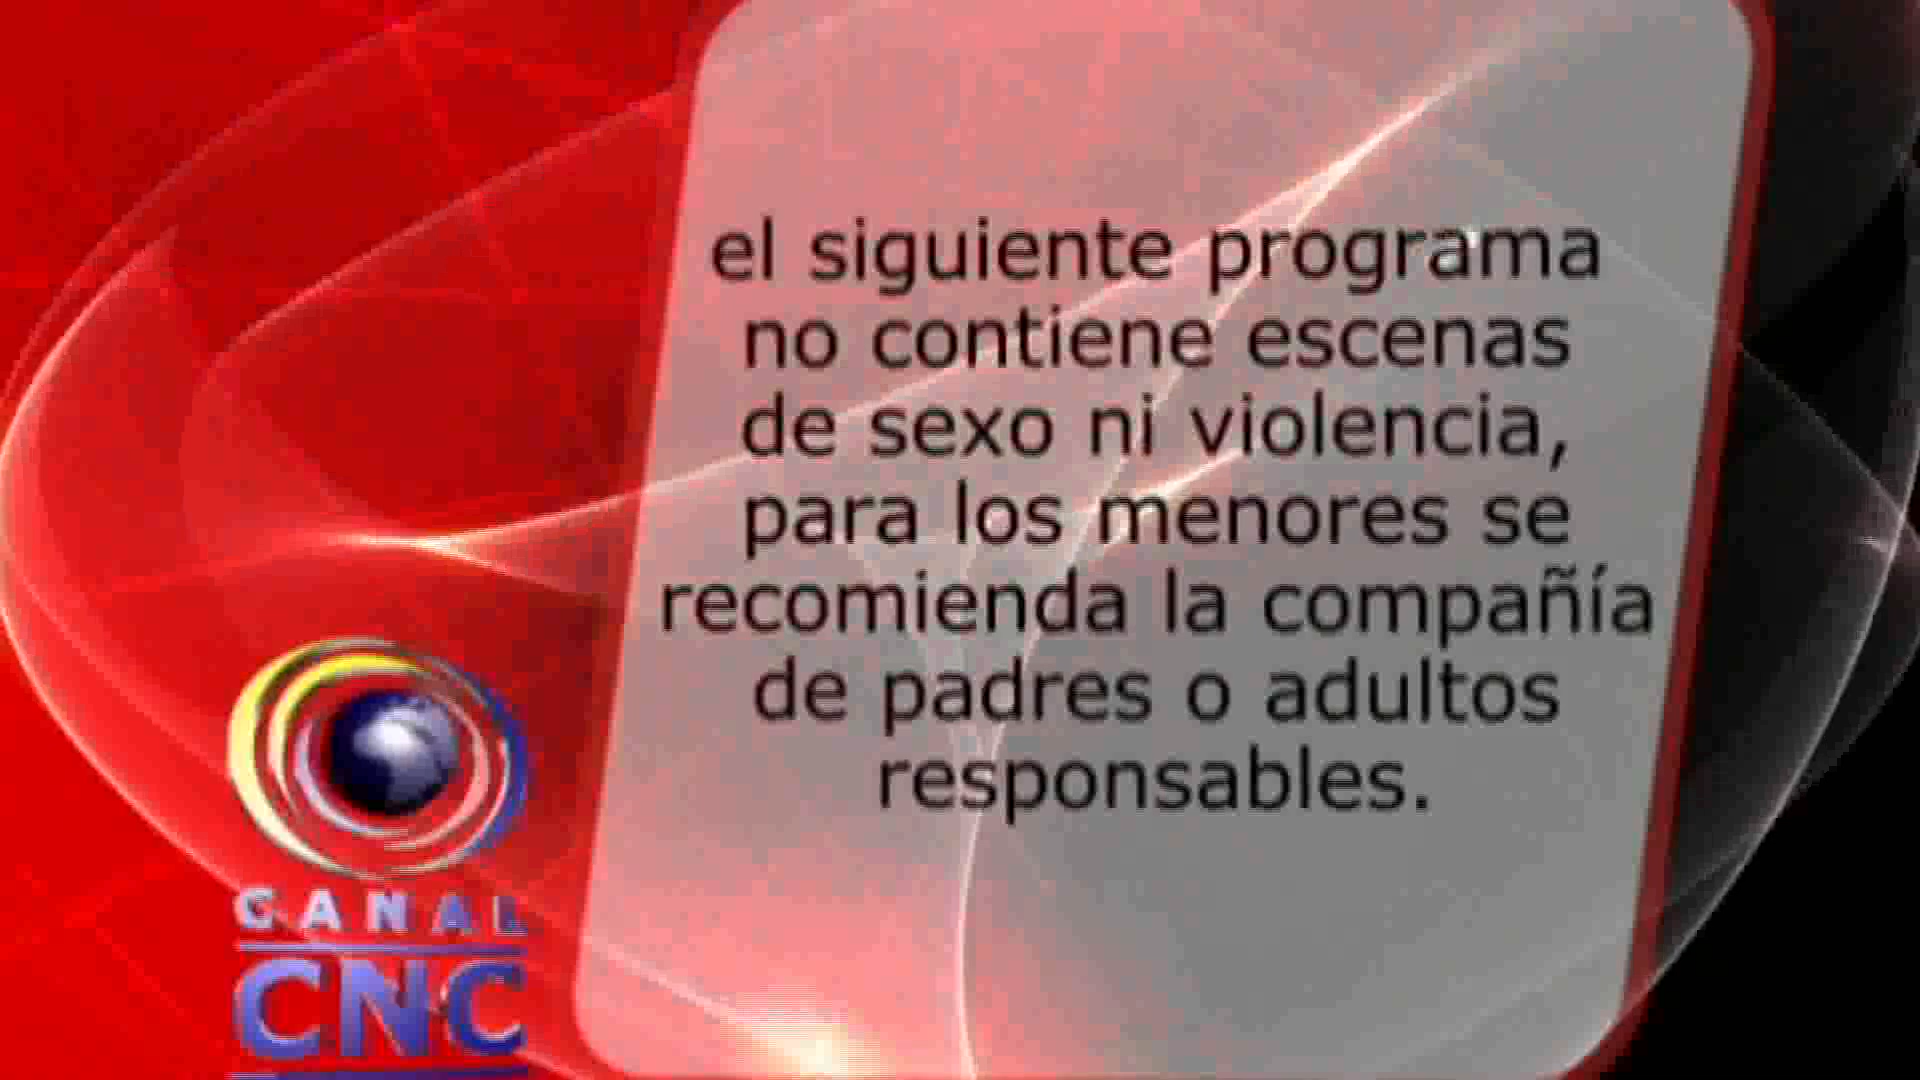 el siguiente programa
no contiene escenas
de sexo ni violencia,
para los menores se
recomienda la compañía
de padres o adultos
responsables.
CANAL
CNC